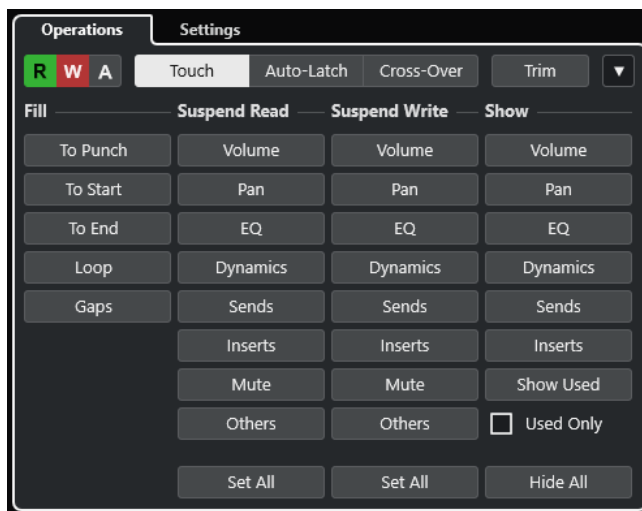 Operations Settings
R W A Touch Auto-Latch Cross-Over Trim
Fill Suspend Read Suspend Write Show
To Punch Volume Volume Volume
To Start Pan Pan Pan
To End EQ EQ EQ
Loop Dynamics Dynamics Dynamics
Gaps Sends Sends Sends
Inserts Inserts Inserts
Mute Mute Show Used
Others Others Used Only
Set All Set All Hide All